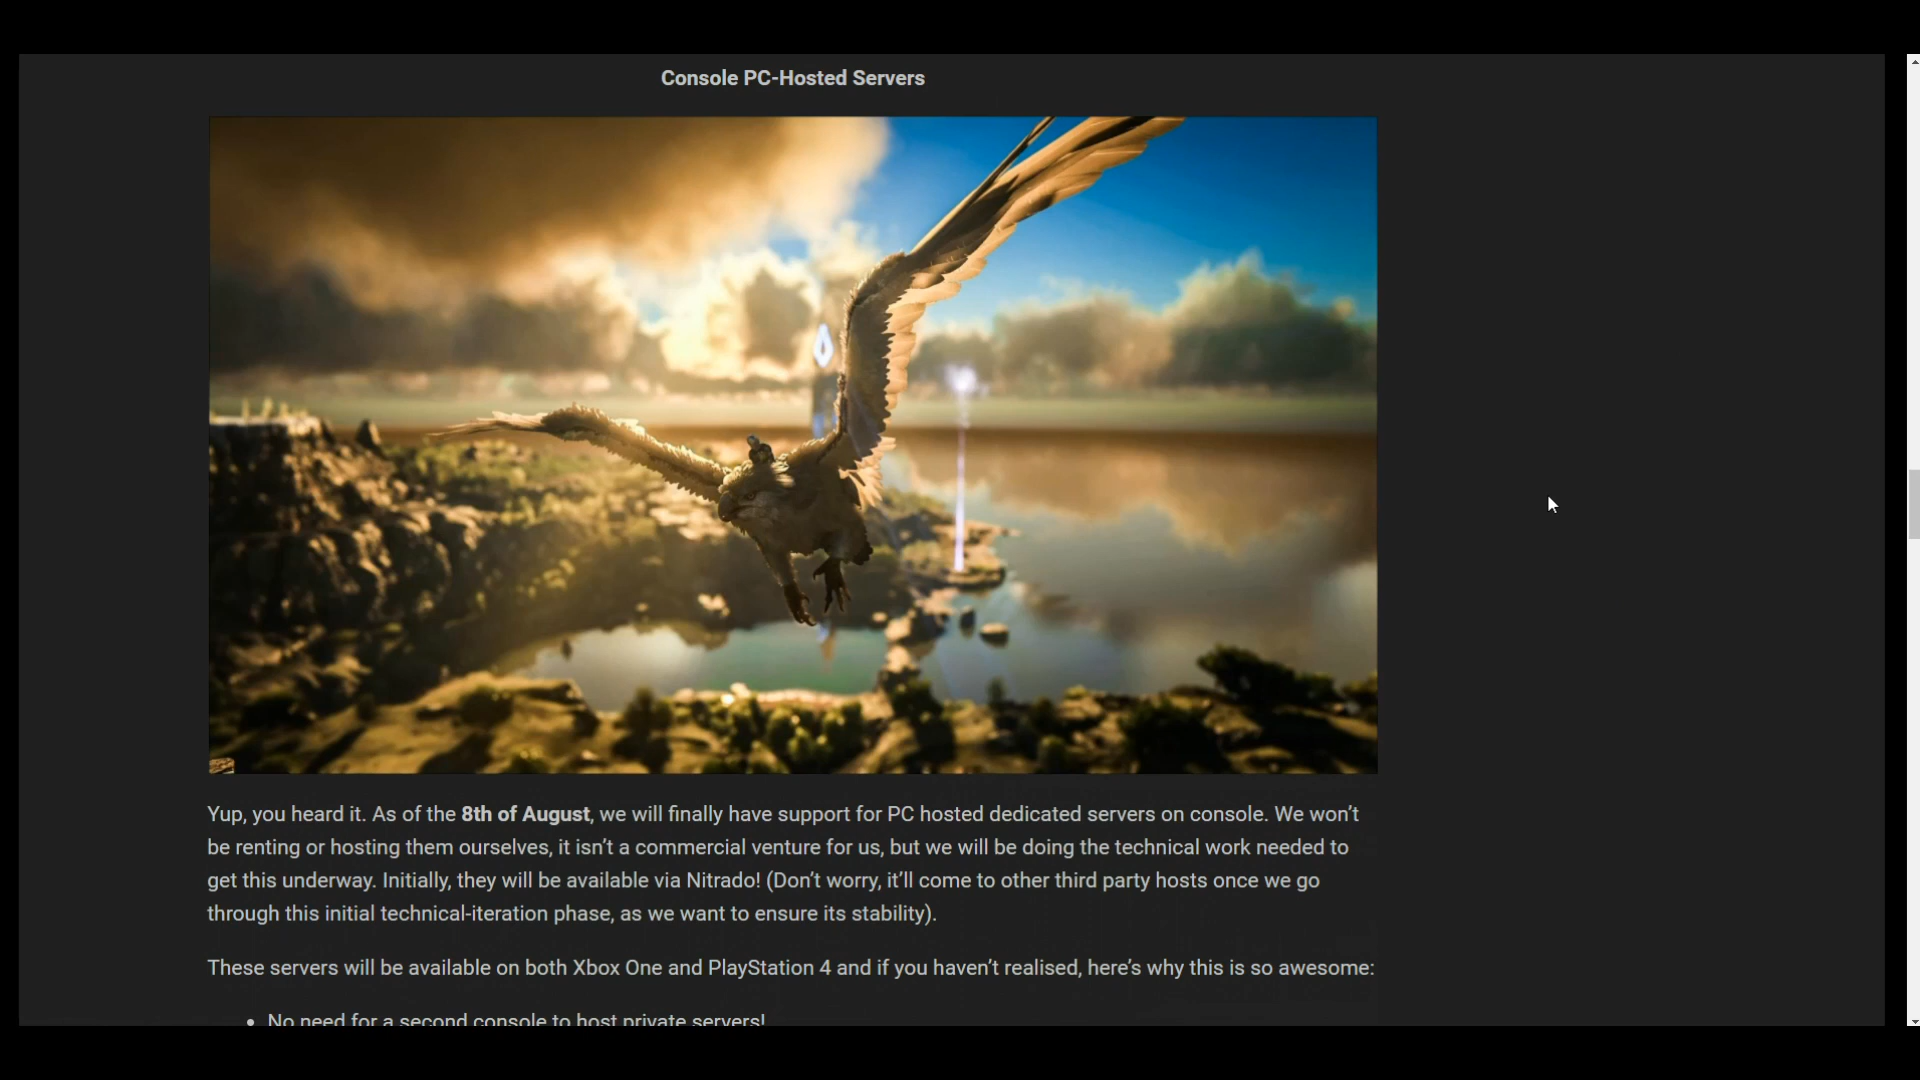 Console PC-Hosted Servers
Yup, you heard it. As of the 8th of August, we will finally have support for PC hosted dedicated servers on console. We won't
be renting or hosting them ourselves, it isn't a commercial venture for us, but we will be doing the technical work needed to
get this underway. Initially, they will be available via Nitrado! (Don't worry, it'll come to other third party hosts once we go
through this initial technical-iteration phase, as we want to ensure its stability).
These servers will be available on both Xbox One and PlayStation 4 and if you haven't realised, here's why this is so awesome:
• No need for a second console to host private servers!